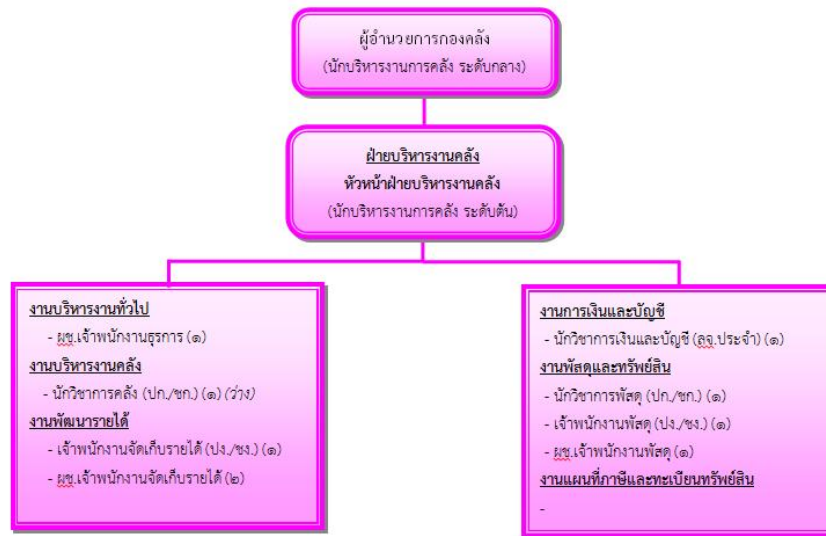 ผู้อำนวยการกองคลัง
(นักบริหารงานการคลัง ระดับกลาง)
ฝ่ายบริหารงานคลัง
หัวหน้าฝ่ายบริหารงานคลัง
(นักบริหารงานการคลัง ระดับต้น)
งานบริหารงานทั่วไป
- ผช.เจ้าพนักงานธุรการ (๑)
งานบริหารงานคลัง
- นักวิชาการคลัง (ปก./ชก.) (๑) (ว่าง)
งานพัฒนารายได้
- เจ้าพนักงานจัดเก็บรายได้ (ปง./ชง.) (๑)
- ผช.เจ้าพนักงานจัดเก็บรายได้ (๒)
งานการเงินและบัญชี
- นักวิชาการเงินและบัญชี (ลจ.ประจำ) (๑)
งานพัสดุและทรัพย์สิน
- นักวิชาการพัสดุ (ปก./ชก.) (๑)
- เจ้าพนักงานพัสดุ (ปง./ชง.) (๑)
- ผช.เจ้าพนักงานพัสดุ (๑)
งานแผนที่ภาษีและทะเบียนทรัพย์สิน
-